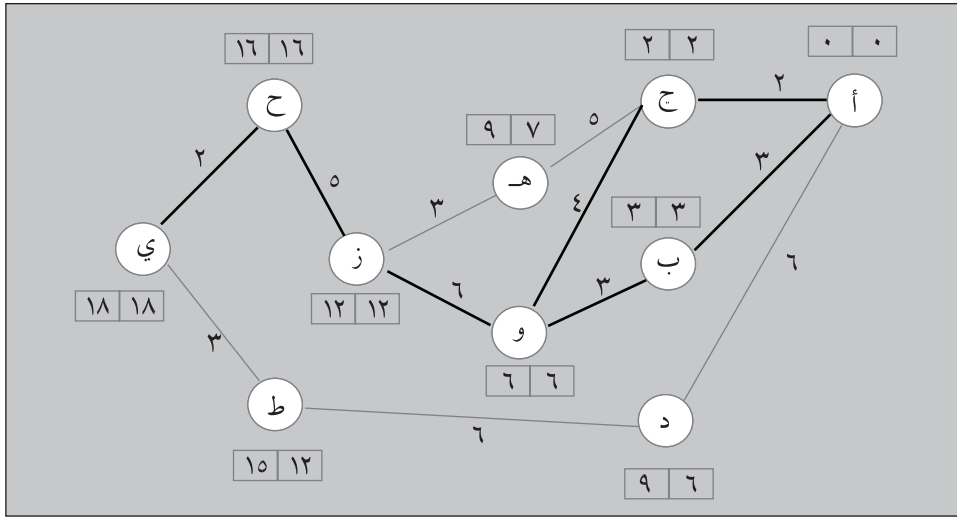 ٠ ٠
أ
٢ ٢
ج
٢
١٦ ١٦
ح
٥
٩ ٧
هـ
٣
٣ ٣
ب
٤
٢
٥
٣
ز
١٢ ١٢
ي
١٨ ١٨
٦
٣
و
٦ ٦
٦
٣
ط
١٥ ١٢
٦
د
٩ ٦